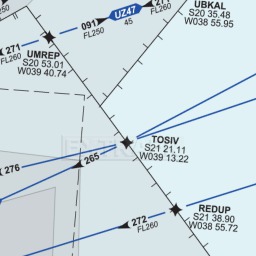 UBKAL
S20 35.48
W038 55.95
271
FL260
UZ47
45
091
FL250
271
FL260
UMREP
S20 53.01
W039 40.74
TOSIV
S21 21.11
W039 13.22
265
276
REDUP
S21 38.90
W038 55.72
272
FL260